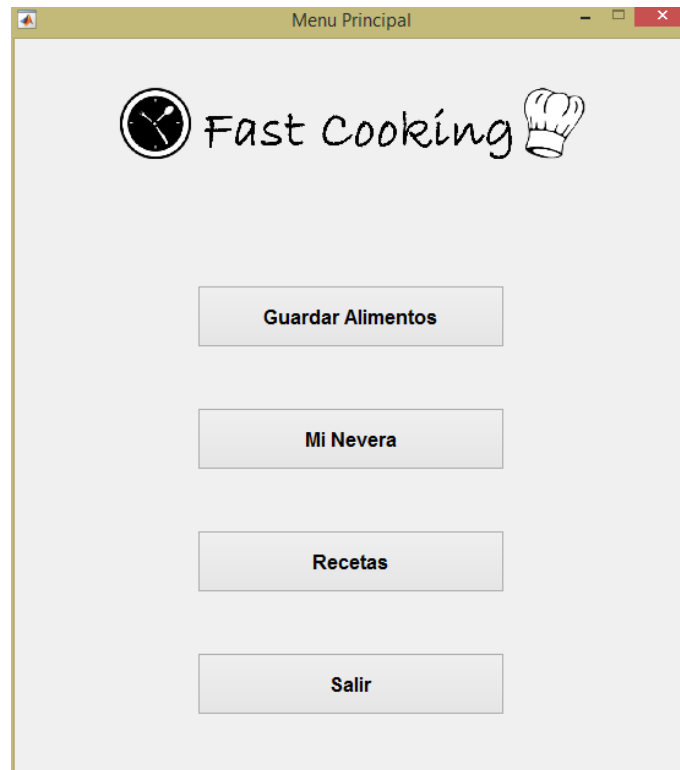 Menu Principal
Fast Cooking
Guardar Alimentos
Mi Nevera
Recetas
Salir